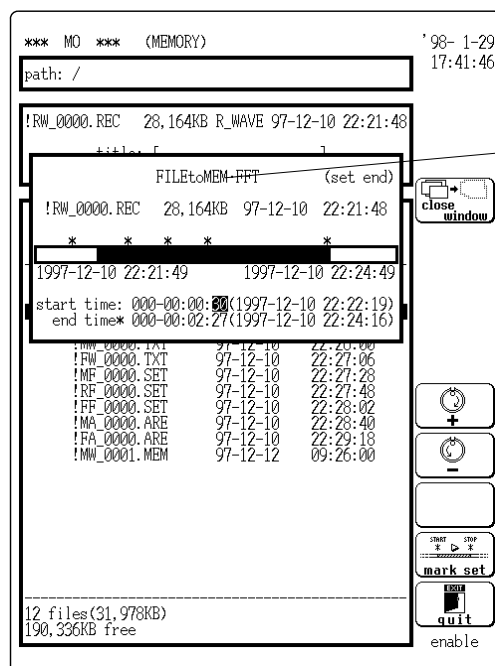 *** MO *** (MEMORY)
'98- 1-29
17:41:46
path: /
!RW_0000.REC 28,164KB R_WAVE 97-12-10 22:21:48
title: [ ]
FILEtoMEM-FFT (set end)
!RW_0000.REC 28,164KB 97-12-10 22:21:48
* * * * *
1997-12-10 22:21:49 1997-12-10 22:24:49
start time: 000-00:00:30(1997-12-10 22:22:19)
end time* 000-00:02:27(1997-12-10 22:24:16)
!MW_0000.TXT 97-12-10 22:26:00
!FW_0000.TXT 97-12-10 22:27:06
!MF_0000.SET 97-12-10 22:27:28
!RF_0000.SET 97-12-10 22:27:48
!FF_0000.SET 97-12-10 22:28:02
!MA_0000.ARE 97-12-10 22:28:40
!FA_0000.ARE 97-12-10 22:29:18
!MW_0001.MEM 97-12-12 09:26:00
12 files(31,978KB)
190,336KB free
close
window
+
-
START STOP
* *
mark set
EXIT
quit
enable